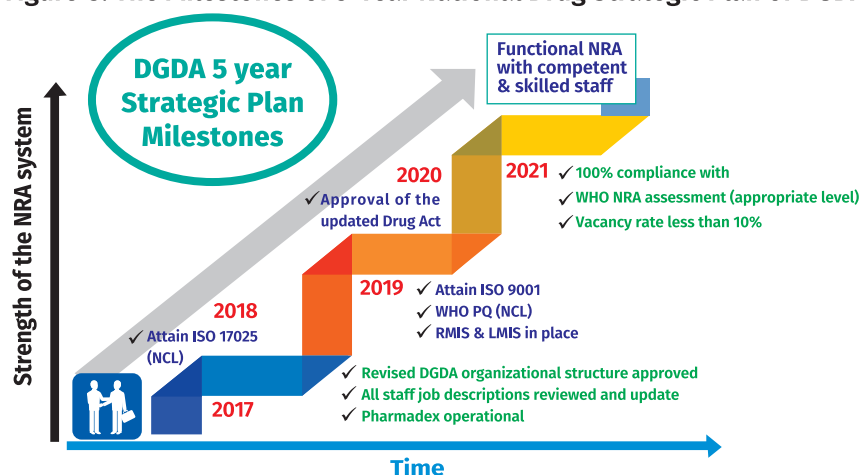 DGDA 5 year
Strategic Plan
Milestones
Functional NRA
with competent
& skilled staff
Strength of the NRA system
2020
✓ Approval of the
updated Drug Act
2021
✓ 100% compliance with
✓ WHO NRA assessment (appropriate level)
✓ Vacancy rate less than 10%
2018
✓ Attain ISO 17025
(NCL)
2019
✓ Attain ISO 9001
✓ WHO PQ (NCL)
✓ RMIS & LMIS in place
2017
✓ Revised DGDA organizational structure approved
✓ All staff job descriptions reviewed and update
✓ Pharmadex operational
Time